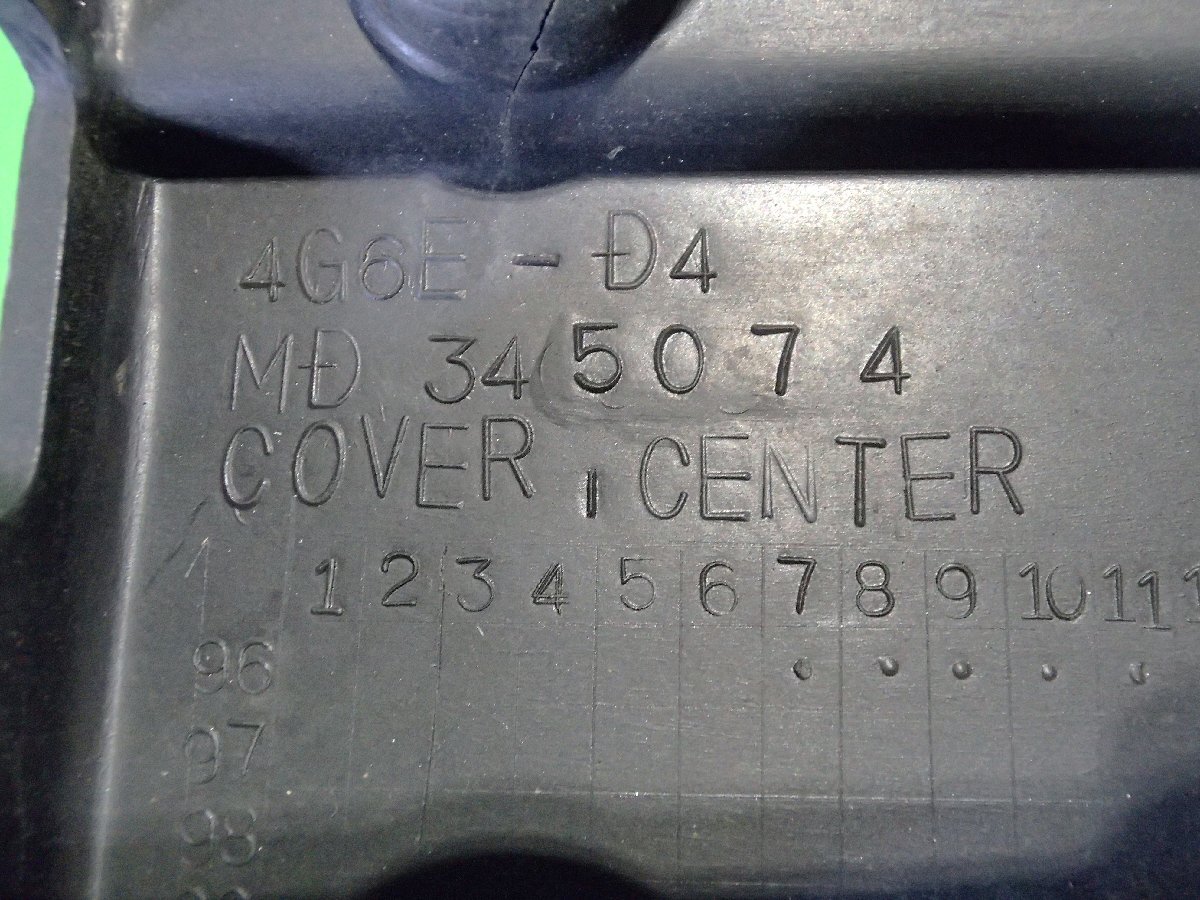 4G6E-D4
MD 345074
COVER, CENTER
1 2 3 4 5 6 7 8 9 10 11
96
97
98